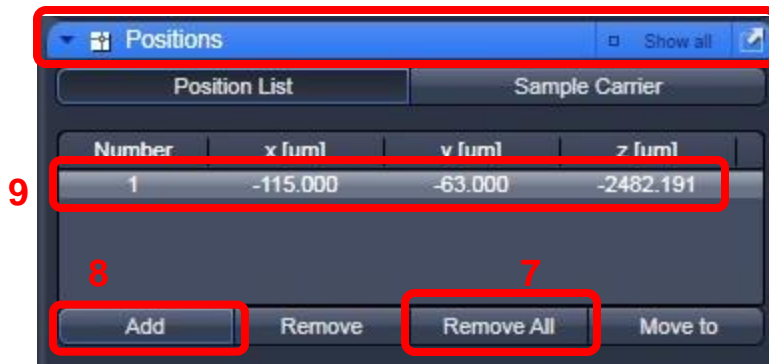 Positions Show all
Position List Sample Carrier
Number x [um] y [um] z [um]
9 1 -115.000 -63.000 -2482.191
8 7
Add Remove Remove All Move to